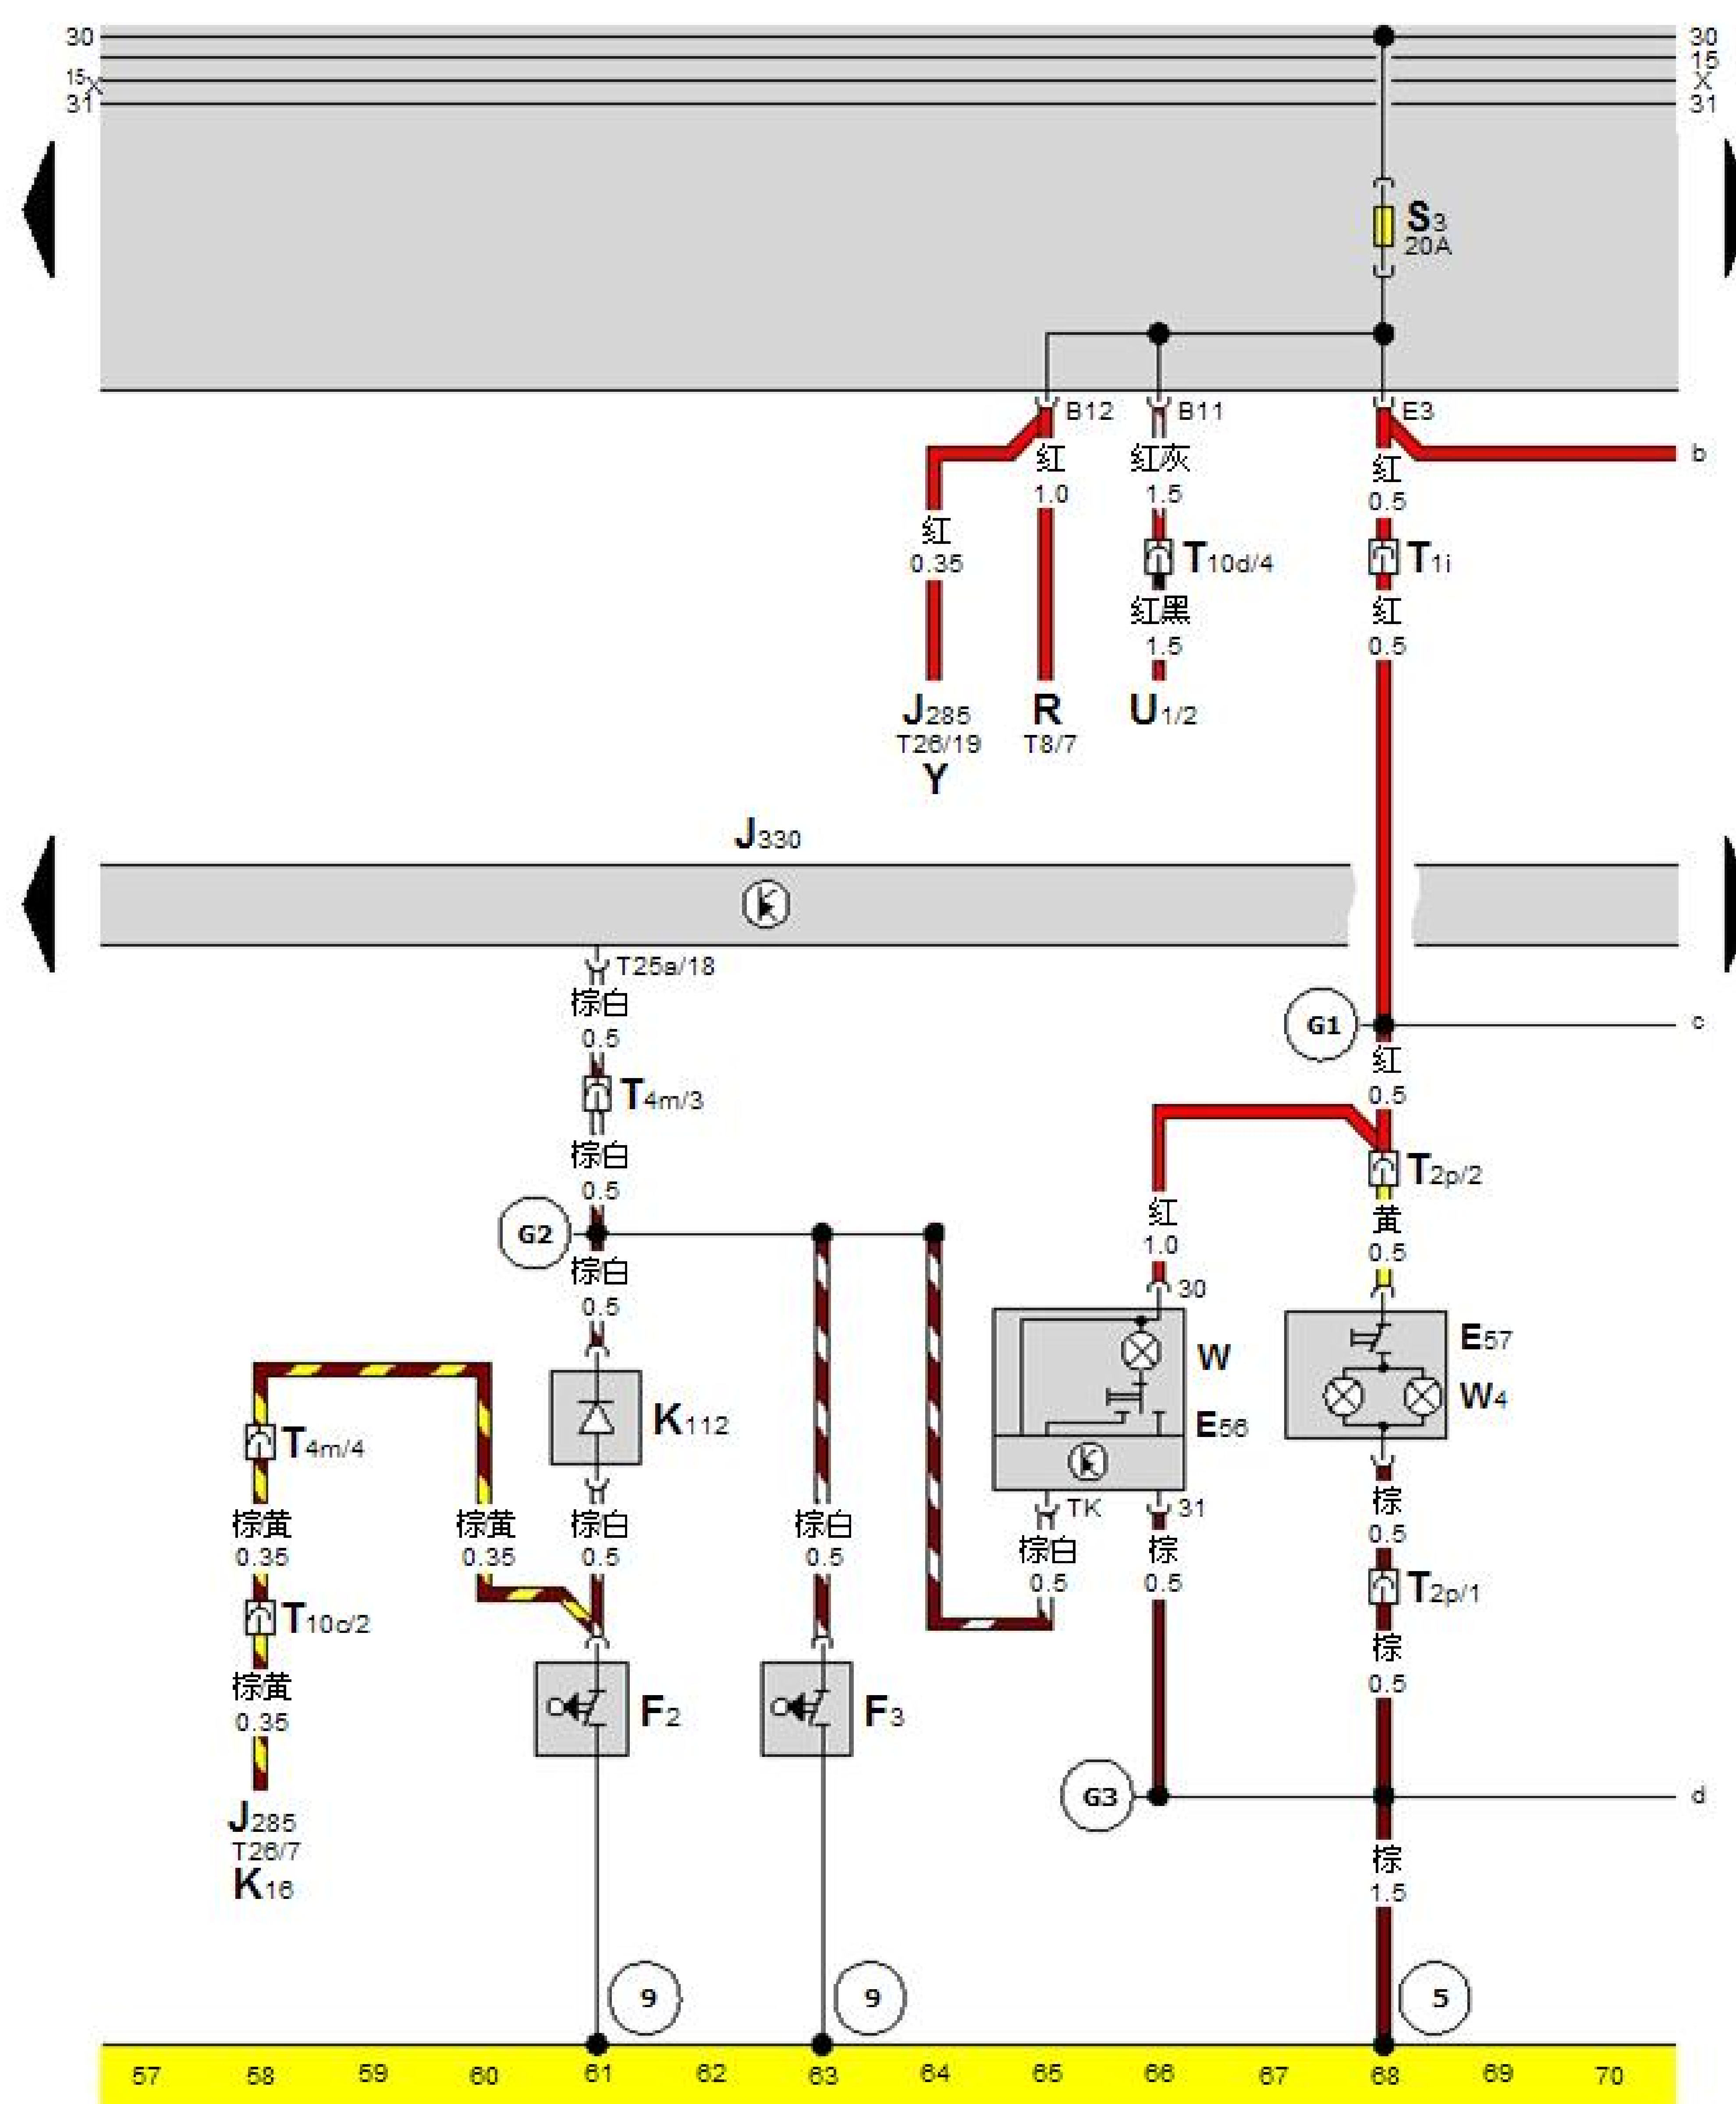 30 30
15 15
X X
31 31
S3
20A
B12 B11 E3
红 红灰 红 b
1.0 1.5 0.5
红 T10d/4 T1i
0.35 红黑 红
1.5 0.5
J285 R U1/2
T26/19 T8/7
Y
J330
T25a/18
棕白
0.5
G1 c
红
0.5
T4m/3
棕白
0.5
T2p/2
红 黄
1.0 0.5
G2
棕白
0.5
30
W E57
W4
K112 E56
T4m/4
TK 31
棕黄 棕黄 棕白 棕白 棕白 棕 棕
0.35 0.35 0.5 0.5 0.5 0.5 0.5
T10c/2 T2p/1
棕黄 棕
0.35 0.5
F2 F3
G3 d
J285
T26/7
K16
棕
1.5
9 9 5
57 58 59 60 61 62 63 64 65 66 67 68 69 70